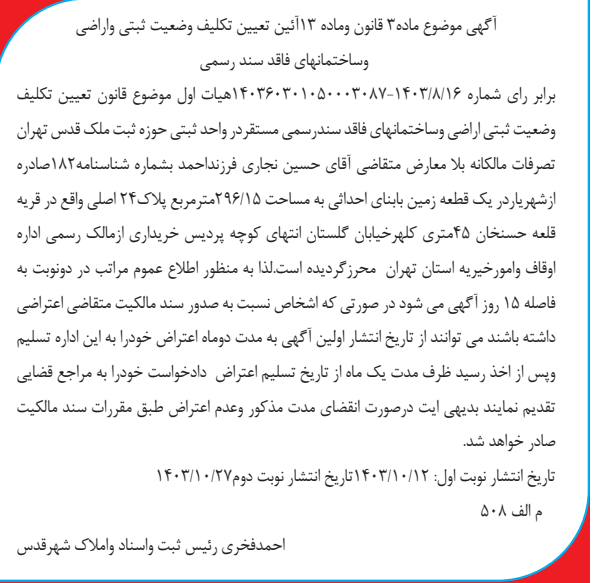 آگهی موضوع ماده۳ قانون وماده ۱۳آئین تعیین تکلیف وضعیت ثبتی واراضی
وساختمانهای فاقد سند رسمی
برابر رای شماره ۱۴۰۳/۸/۱۶-۱۴۰۳۶۰۳۰۱۰۵۰۰۰۳۰۸۷هیات اول موضوع قانون تعیین تکلیف
وضعیت ثبتی اراضی وساختمانهای فاقد سندرسمی مستقردر واحد ثبتی حوزه ثبت ملک قدس تهران
تصرفات مالکانه بلا معارض متقاضی آقای حسین نجاری فرزنداحمد بشماره شناسنامه۱۸۲صادره
ازشهریاردر یک قطعه زمین بابنای احداثی به مساحت ۲۹۶/۱۵مترمربع پلاک۲۴ اصلی واقع در قریه
قلعه حسنخان ۴۵متری کلهرخیابان گلستان انتهای کوچه پردیس خریداری ازمالک رسمی اداره
اوقاف وامورخیریه استان تهران محرزگردیده است.لذا به منظور اطلاع عموم مراتب در دونوبت به
فاصله ۱۵ روز آگهی می شود در صورتی که اشخاص نسبت به صدور سند مالکیت متقاضی اعتراضی
داشته باشند می توانند از تاریخ انتشار اولین آگهی به مدت دوماه اعتراض خودرا به این اداره تسلیم
وپس از اخذ رسید ظرف مدت یک ماه از تاریخ تسلیم اعتراض دادخواست خودرا به مراجع قضایی
تقدیم نمایند بدیهی ایت درصورت انقضای مدت مذکور وعدم اعتراض طبق مقررات سند مالکیت
صادر خواهد شد.
تاریخ انتشار نوبت اول: ۱۴۰۳/۱۰/۱۲تاریخ انتشار نوبت دوم۱۴۰۳/۱۰/۲۷
م الف ۵۰۸
احمدفخری رئیس ثبت واسناد واملاک شهرقدس